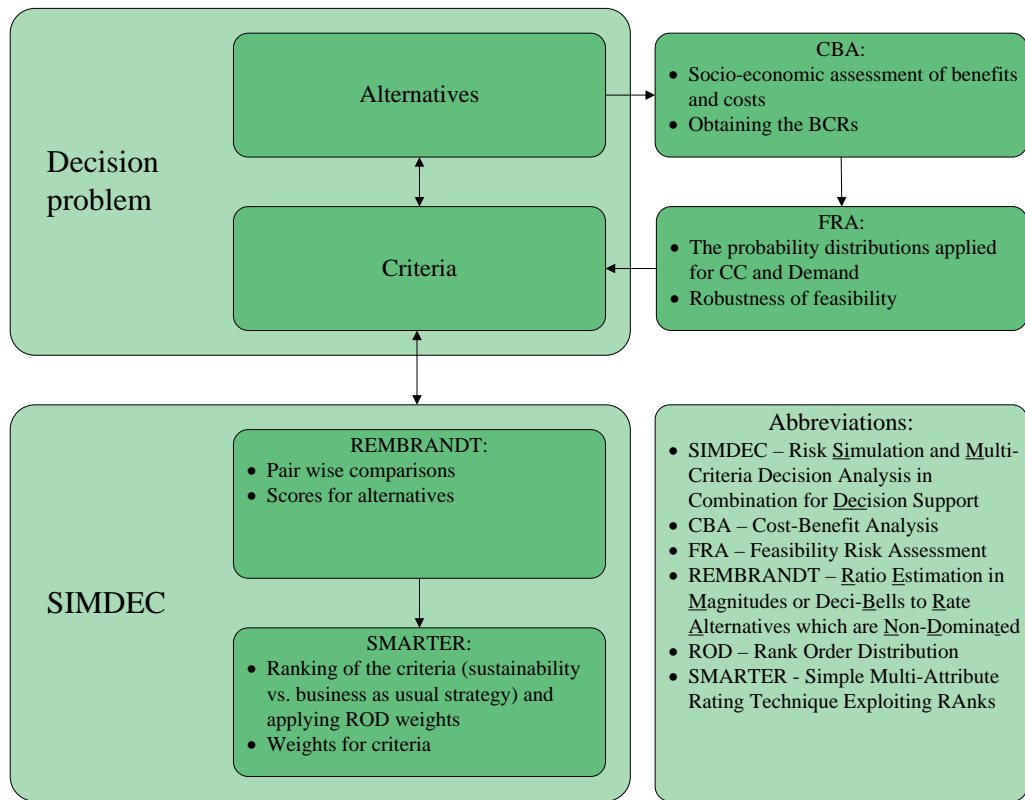 Decision
problem
Alternatives
Criteria
CBA:
• Socio-economic assessment of benefits
and costs
• Obtaining the BCRs
FRA:
• The probability distributions applied
for CC and Demand
• Robustness of feasibility
SIMDEC
REMBRANDT:
• Pair wise comparisons
• Scores for alternatives
SMARTER:
• Ranking of the criteria (sustainability
vs. business as usual strategy) and
applying ROD weights
• Weights for criteria
Abbreviations:
• SIMDEC – Risk Simulation and Multi-
Criteria Decision Analysis in
Combination for Decision Support
• CBA – Cost-Benefit Analysis
• FRA – Feasibility Risk Assessment
• REMBRANDT – Ratio Estimation in
Magnitudes or Deci-Bells to Rate
Alternatives which are Non-Dominated
• ROD – Rank Order Distribution
• SMARTER - Simple Multi-Attribute
Rating Technique Exploiting RAnks